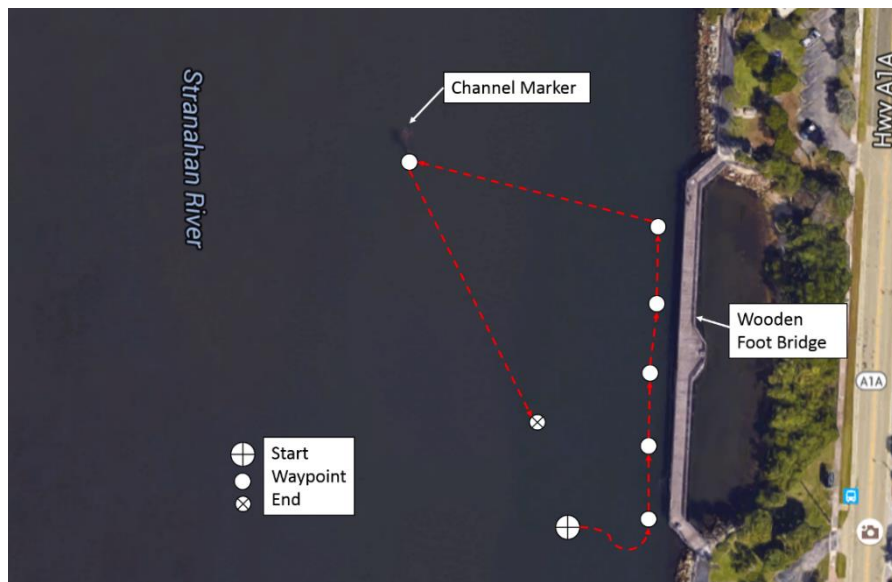 Channel Marker
Stranahan River
Hwy A1A
Wooden
Foot Bridge
A1A
Start
Waypoint
End